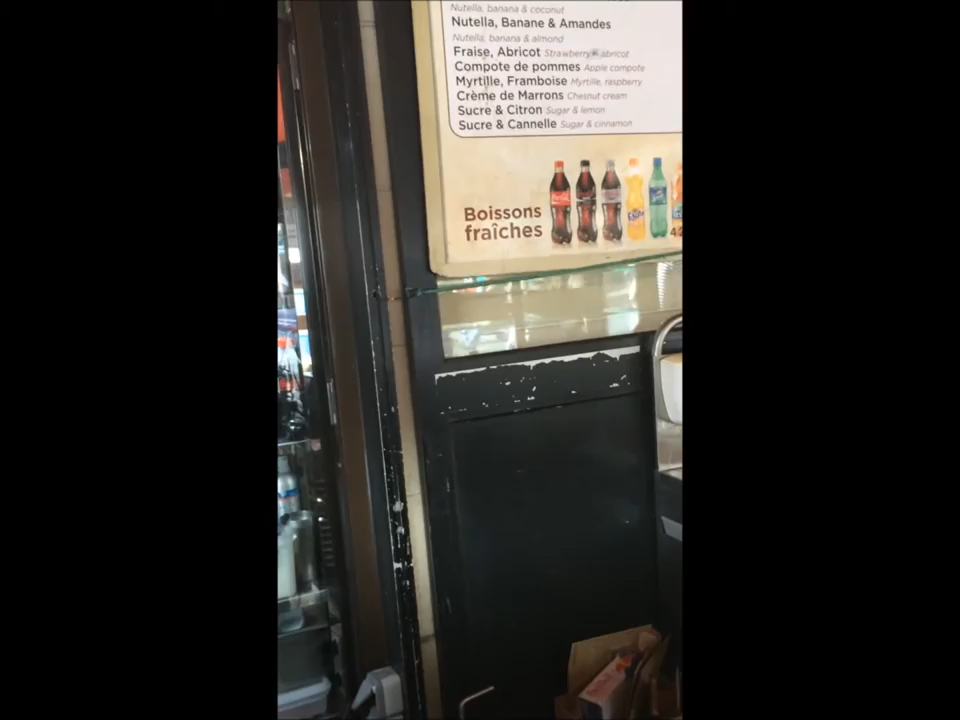 Nutella, banana & coconut
Nutella, Banane & Amandes
Nutella, banana & almond
Fraise, Abricot Strawberry & abricot
Compote de pommes Apple compote
Myrtille, Framboise Myrtille, raspberry
Crème de Marrons Chesnut cream
Sucre & Citron Sugar & lemon
Sucre & Cannelle Sugar & cinnamon
Boissons
fraîches